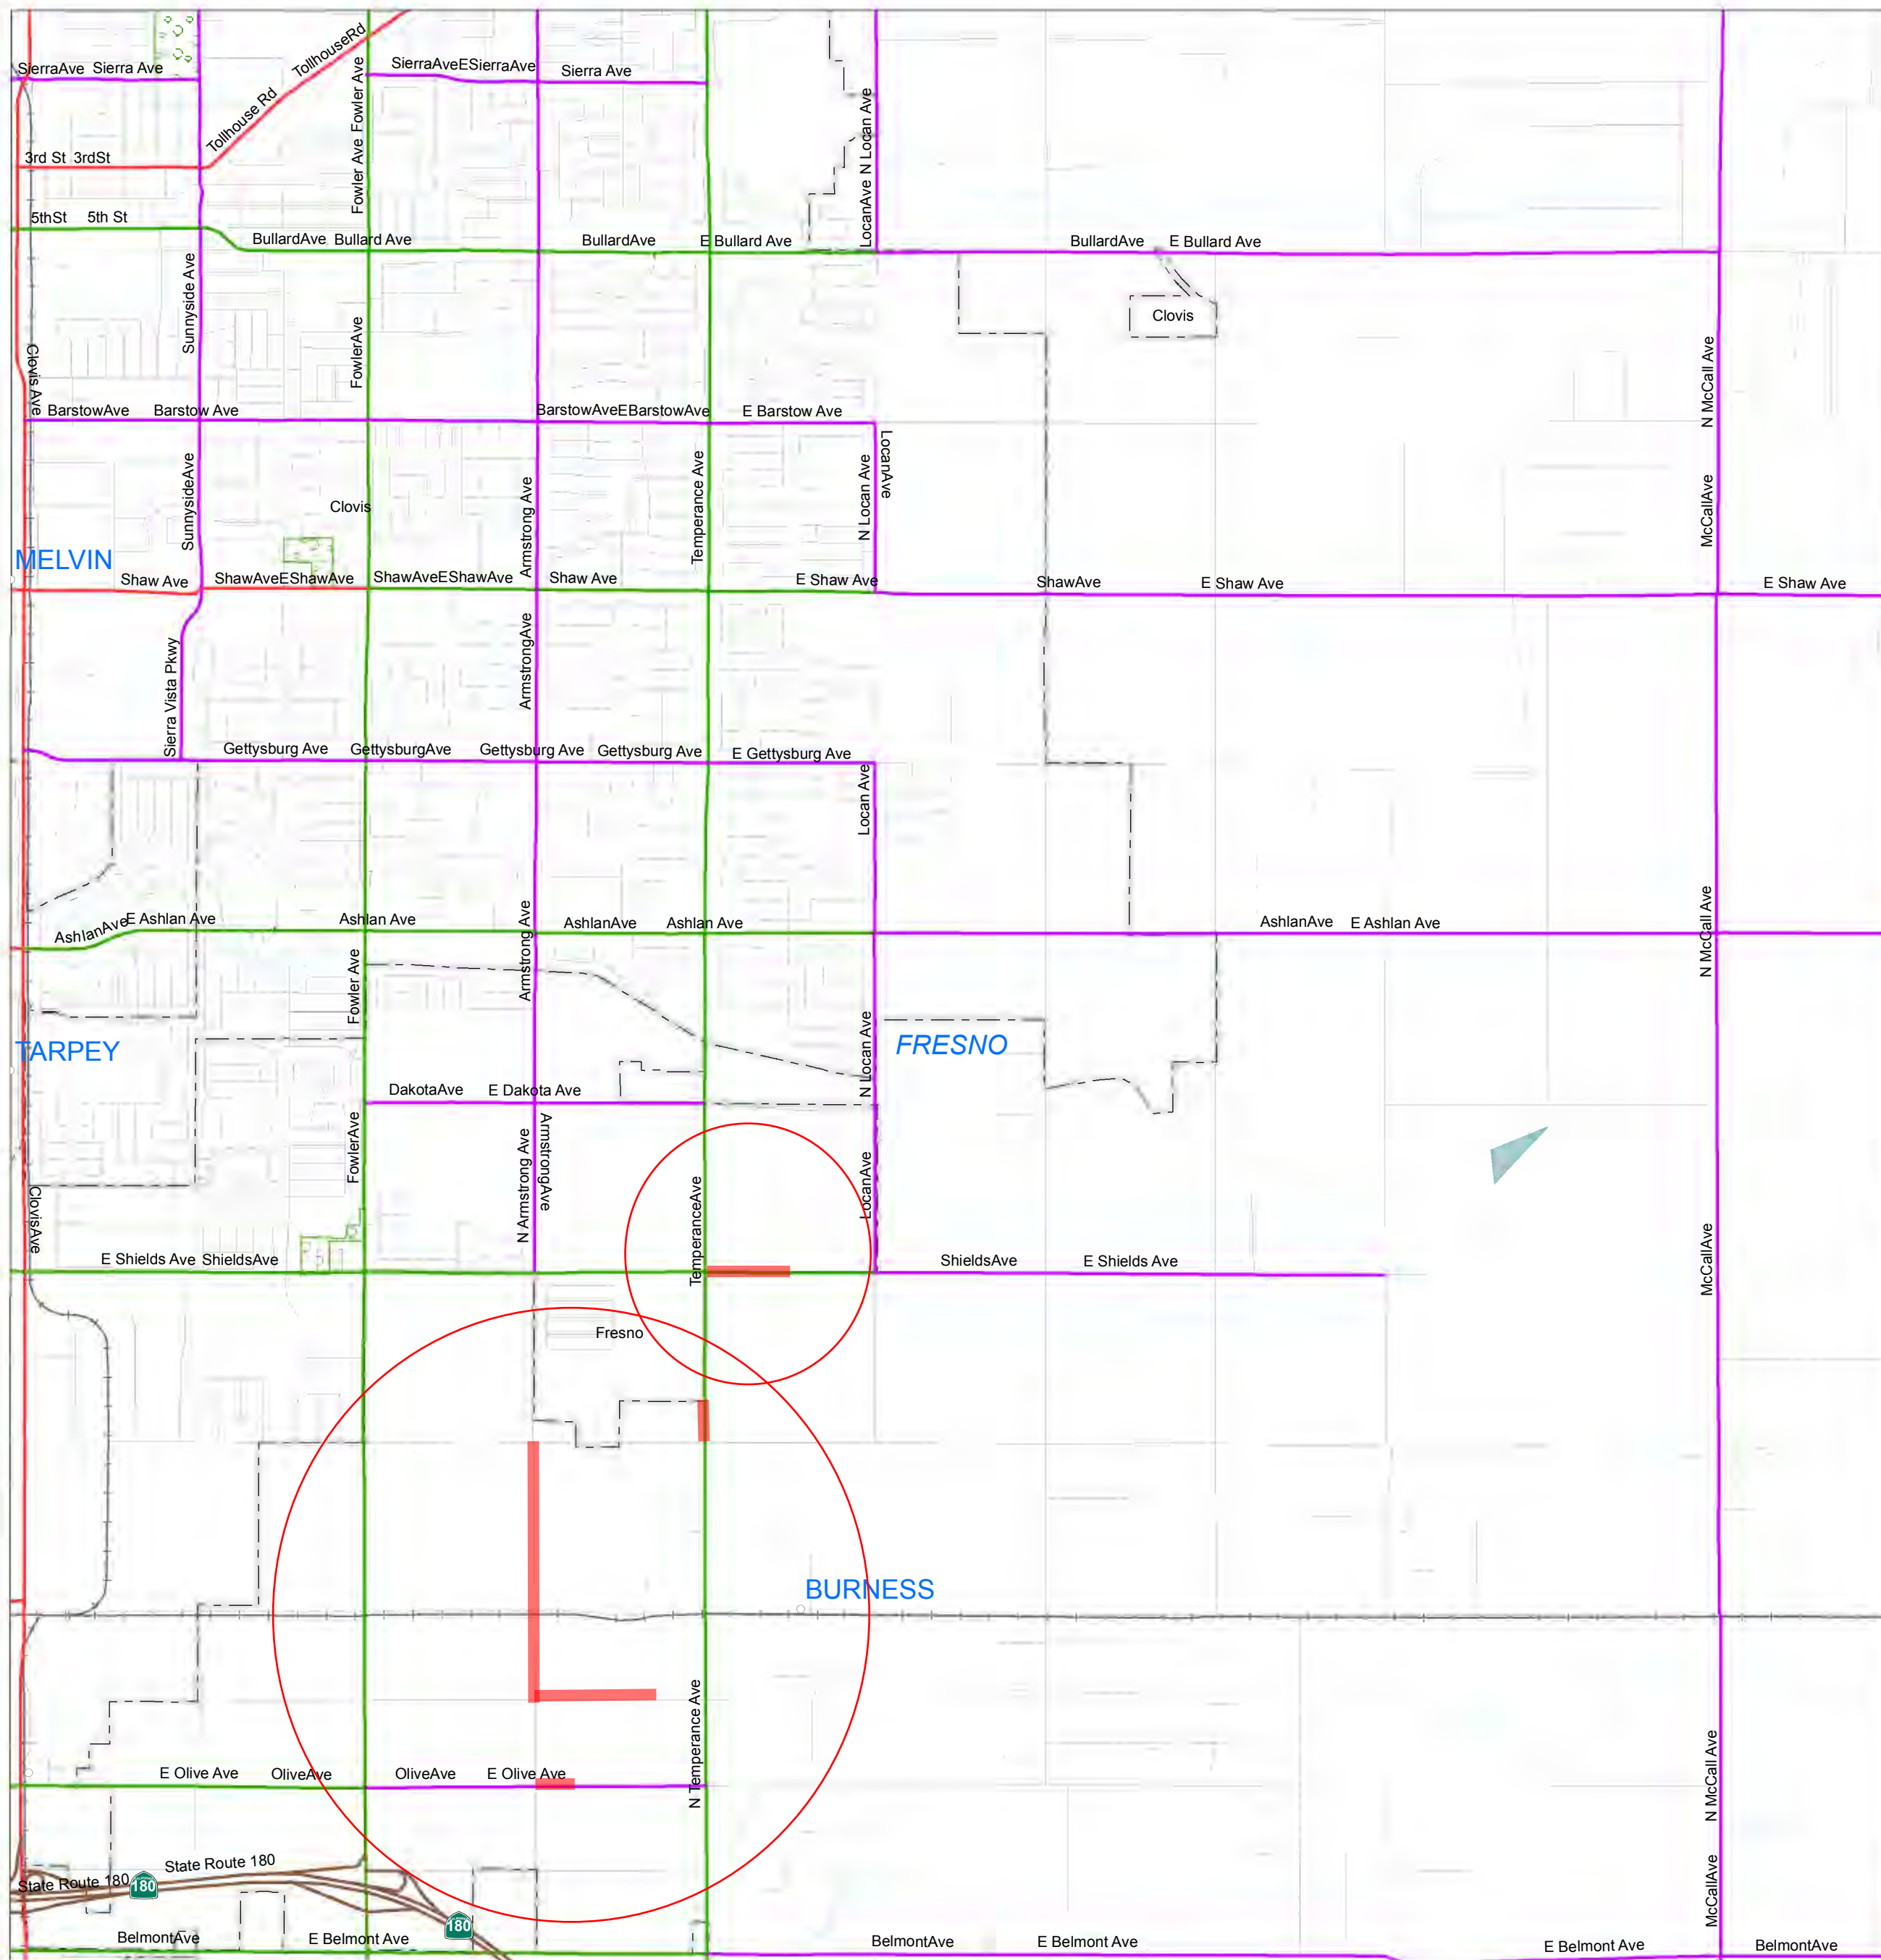 TollhouseRd
SierraAve Sierra Ave
SierraAveESierraAve
Sierra Ave
Tollhouse Rd
Fowler Ave Fowler Ave
LocanAve N Locan Ave
3rd St 3rdSt
5thSt 5th St
BullardAve Bullard Ave
BullardAve
E Bullard Ave
BullardAve
E Bullard Ave
Sunnyside Ave
FowlerAve
Clovis
Clovis Ave
N McCall Ave
BarstowAve
Barstow Ave
BarstowAveEBarstowAve
E Barstow Ave
SunnysideAve
Clovis
Armstrong Ave
Temperance Ave
N Locan Ave
LocanAve
McCallAve
MELVIN
Shaw Ave
ShawAveEShawAve
ShawAveEShawAve
Shaw Ave
E Shaw Ave
ShawAve
E Shaw Ave
E Shaw Ave
Sierra Vista Pkwy
ArmstrongAve
Gettysburg Ave
GettysburgAve
Gettysburg Ave
Gettysburg Ave
E Gettysburg Ave
Locan Ave
AshlanAve
E Ashlan Ave
Ashlan Ave
AshlanAve
Ashlan Ave
AshlanAve
E Ashlan Ave
Fowler Ave
Armstrong Ave
N McCall Ave
TARPEY
N Locan Ave
FRESNO
DakotaAve
E Dakota Ave
FowlerAve
N Armstrong Ave
ArmstrongAve
TemperanceAve
LocanAve
ClovisAve
E Shields Ave
ShieldsAve
ShieldsAve
E Shields Ave
McCallAve
Fresno
BURNESS
N Temperance Ave
N McCall Ave
E Olive Ave
OliveAve
OliveAve
E Olive Ave
State Route 180
State Route 180
180
180
McCallAve
BelmontAve
E Belmont Ave
BelmontAve
E Belmont Ave
E Belmont Ave
BelmontAve